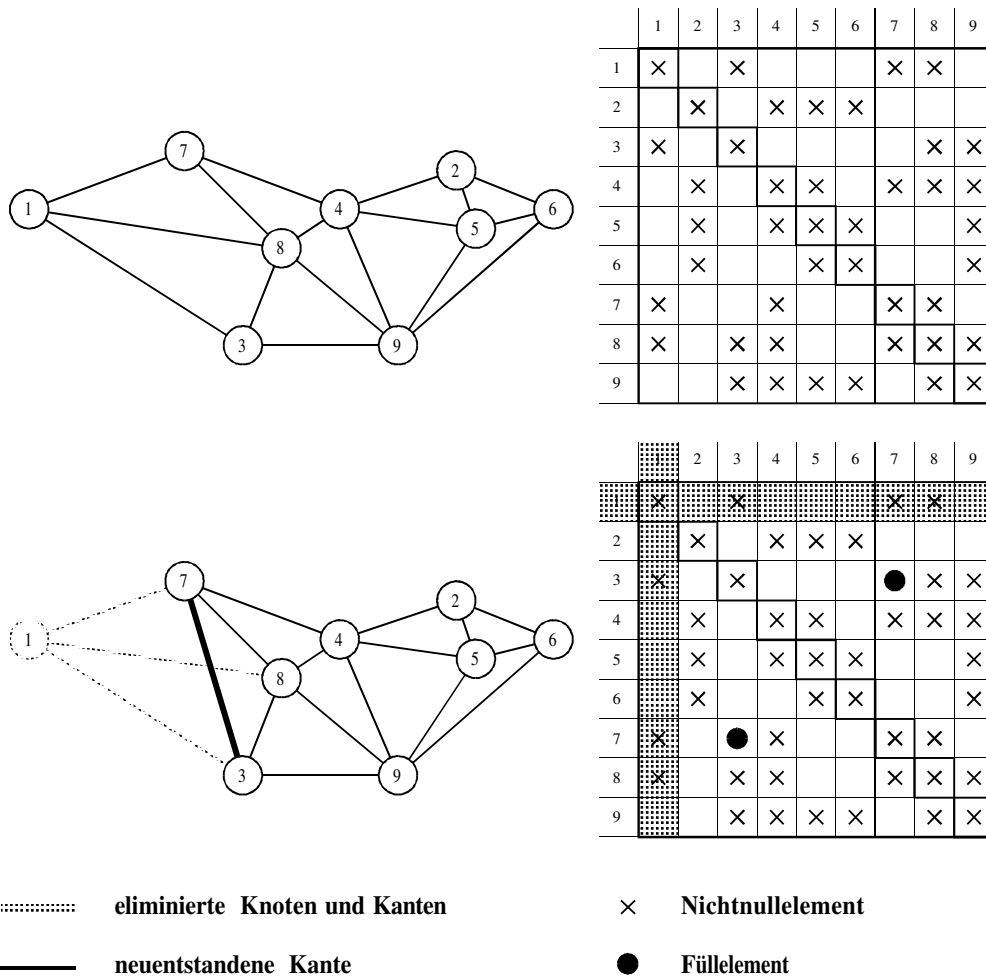 1 2 3 4 5 6 7 8 9
1 × × × ×
2 × × × ×
3 × × × ×
4 × × × × × ×
5 × × × × ×
6 × × × ×
7 × × × ×
8 × × × × × ×
9 × × × × × ×
7
2
1
4
6
5
8
3
9
1 2 3 4 5 6 7 8 9
1 × × × ×
2 × × × ×
3 × × ● × ×
4 × × × × × ×
5 × × × × ×
6 × × × ×
7 × ● × × ×
8 × × × × × ×
9 × × × × × ×
7
2
1
4
6
5
8
3
9
eliminierte Knoten und Kanten
× Nichtnullelement
neuentstandene Kante
● Füllelement